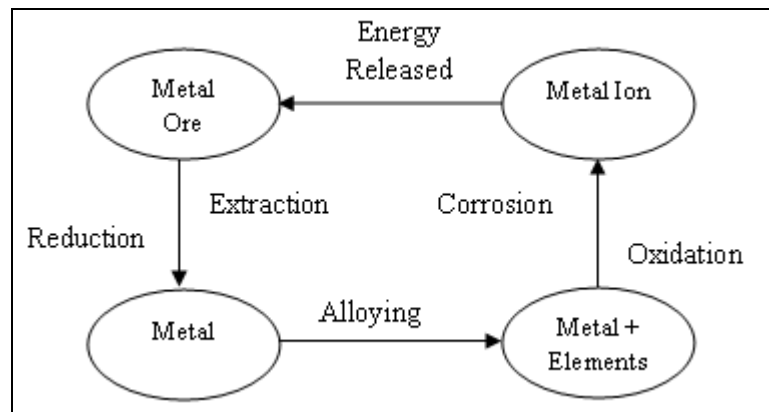 Energy
Released
Metal
Ore
Metal Ion
Extraction
Corrosion
Reduction
Oxidation
Metal
Alloying
Metal +
Elements